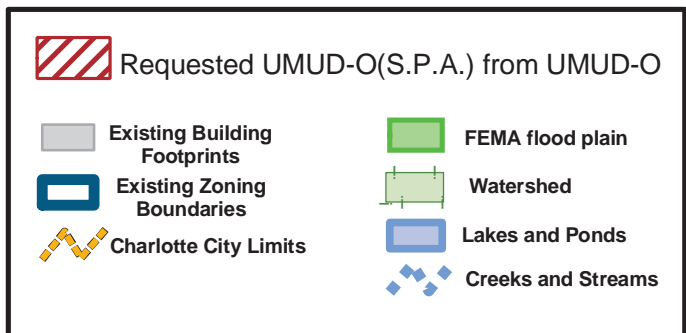 Requested UMUD-O(S.P.A.) from UMUD-O
Existing Building
Footprints
Existing Zoning
Boundaries
Charlotte City Limits
FEMA flood plain
Watershed
Lakes and Ponds
Creeks and Streams